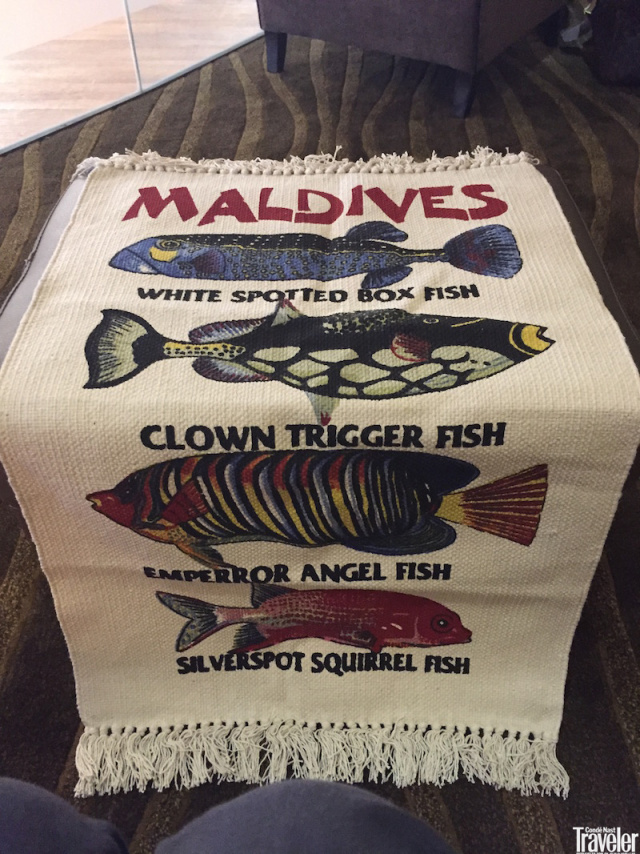 MALDIVES
WHITE SPOTTED BOX FISH
CLOWN TRIGGER FISH
EMPERROR ANGEL FISH
SILVERSPOT SQUIRREL FISH
Condé Nast
Traveler